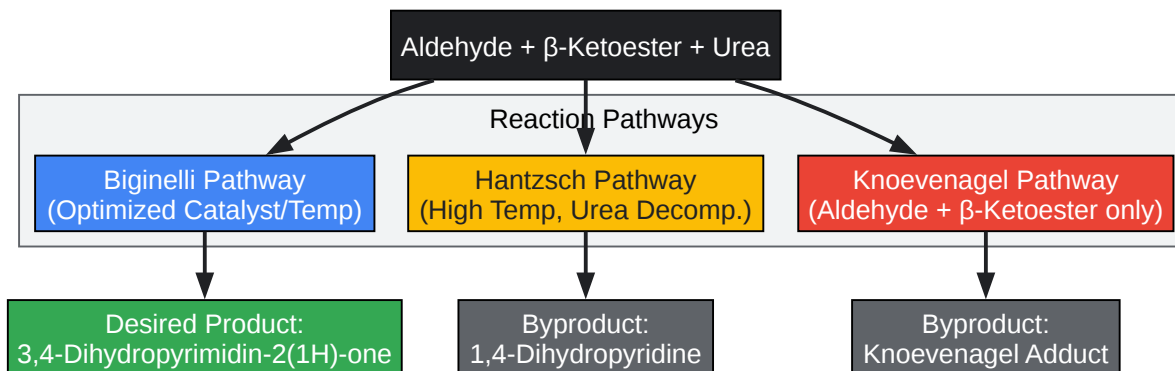 Aldehyde + β-Ketoester + Urea
Reaction Pathways
Biginelli Pathway
(Optimized Catalyst/Temp)
Hantzsch Pathway
(High Temp, Urea Decomp.)
Knoevenagel Pathway
(Aldehyde + β-Ketoester only)
Desired Product:
3,4-Dihydropyrimidin-2(1H)-one
Byproduct:
1,4-Dihydropyridine
Byproduct:
Knoevenagel Adduct